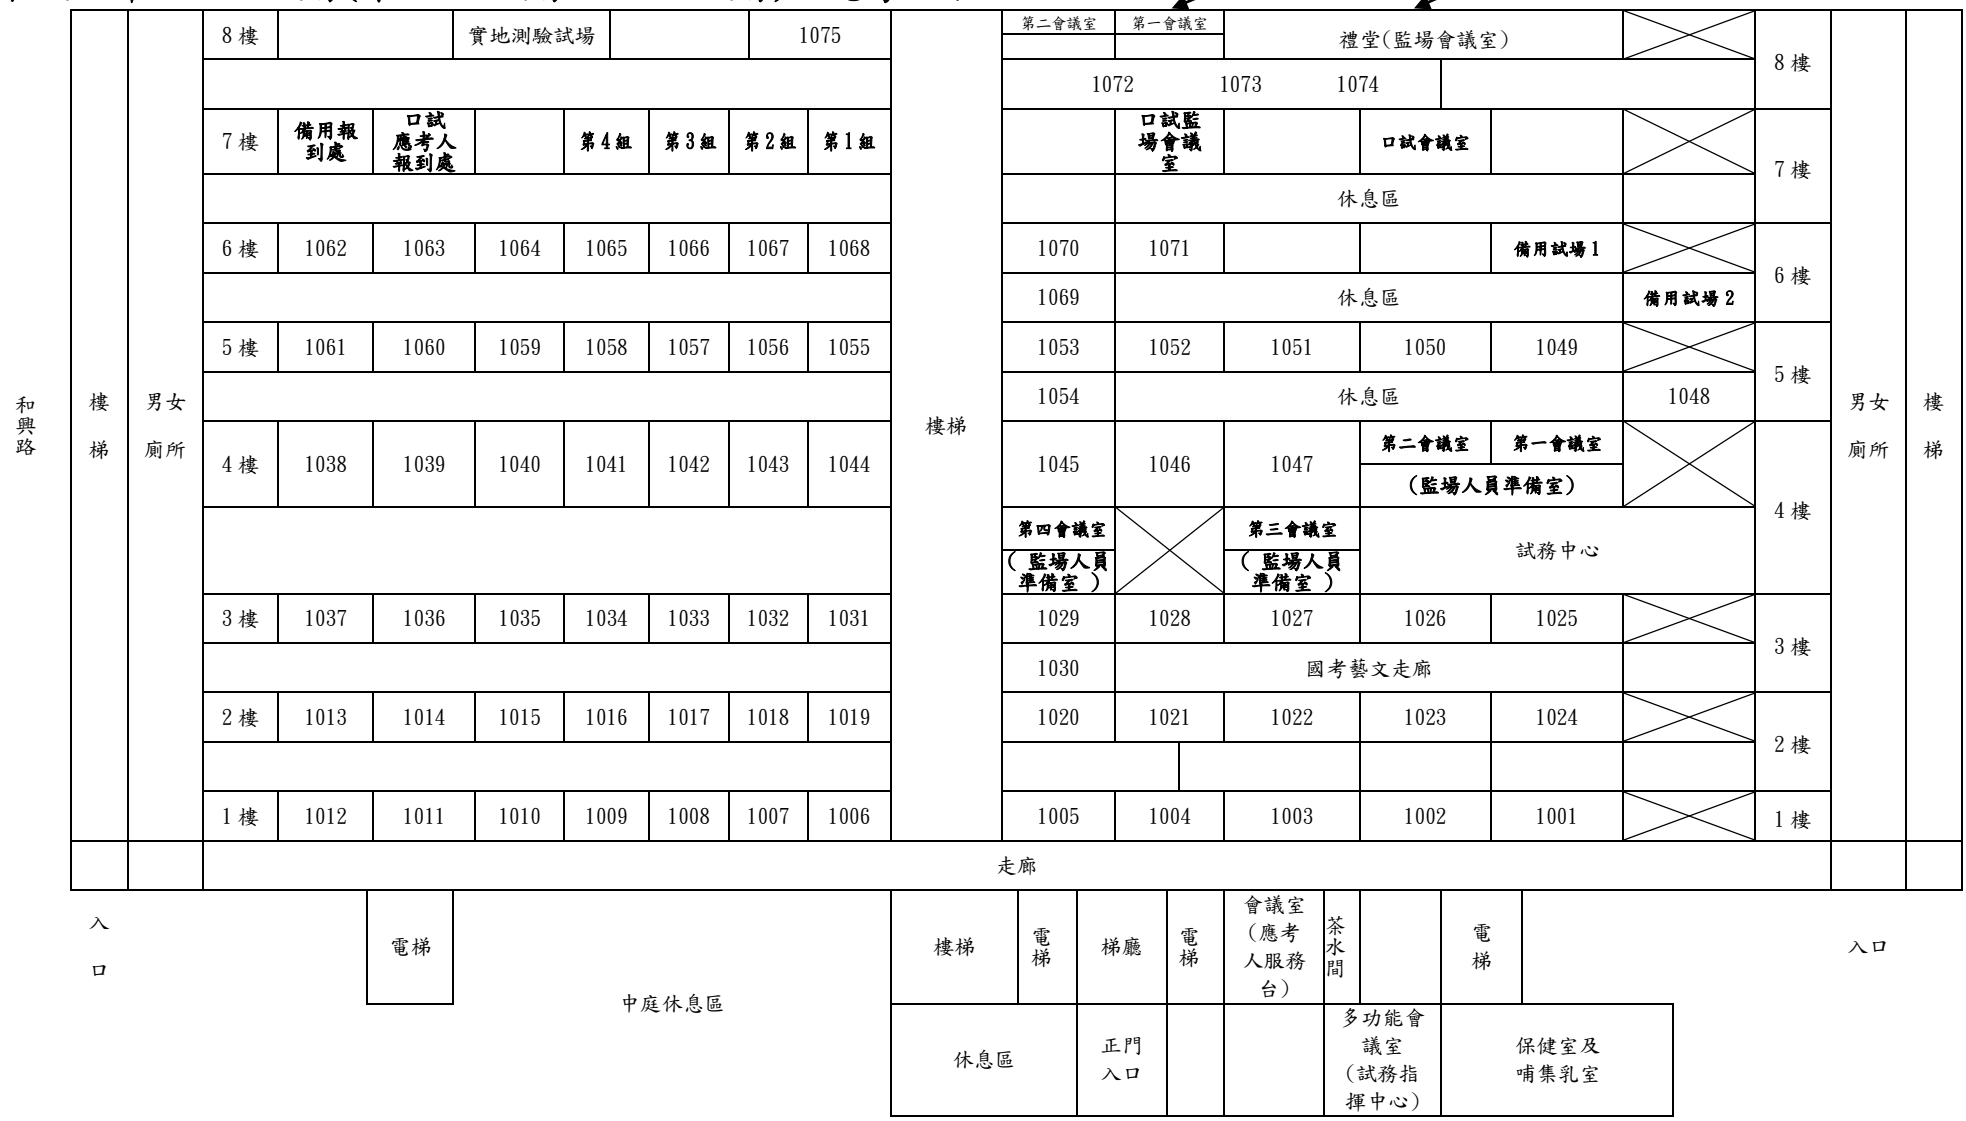 8樓 實地測驗試場 1075 第二會議室 第一會議室 禮堂(監場會議室)
8樓
1072 1073 1074
7樓 備用報到處 口試應考人報到處 第4組 第3組 第2組 第1組 口試監場會議室 口試會議室
7樓
休息區
6樓 1062 1063 1064 1065 1066 1067 1068 1070 1071 備用試場1
6樓
1069 休息區 備用試場2
5樓 1061 1060 1059 1058 1057 1056 1055 1053 1052 1051 1050 1049
5樓
1054 休息區 1048
和興路
樓梯
男女廁所
樓梯
男女廁所
樓梯
4樓 1038 1039 1040 1041 1042 1043 1044 1045 1046 1047 第二會議室 第一會議室
(監場人員準備室)
4樓
第四會議室 第三會議室 試務中心
(監場人員準備室) (監場人員準備室)
3樓 1037 1036 1035 1034 1033 1032 1031 1029 1028 1027 1026 1025
3樓
1030 國考藝文走廊
2樓 1013 1014 1015 1016 1017 1018 1019 1020 1021 1022 1023 1024
2樓
1樓 1012 1011 1010 1009 1008 1007 1006 1005 1004 1003 1002 1001 1樓
走廊
入口
電梯
中庭休息區
樓梯
電梯
梯廳
電梯
會議室
(應考
人服務
台)
茶水間
電梯
入口
休息區
正門
入口
多功能會
議室
(試務指
揮中心)
保健室及
哺集乳室